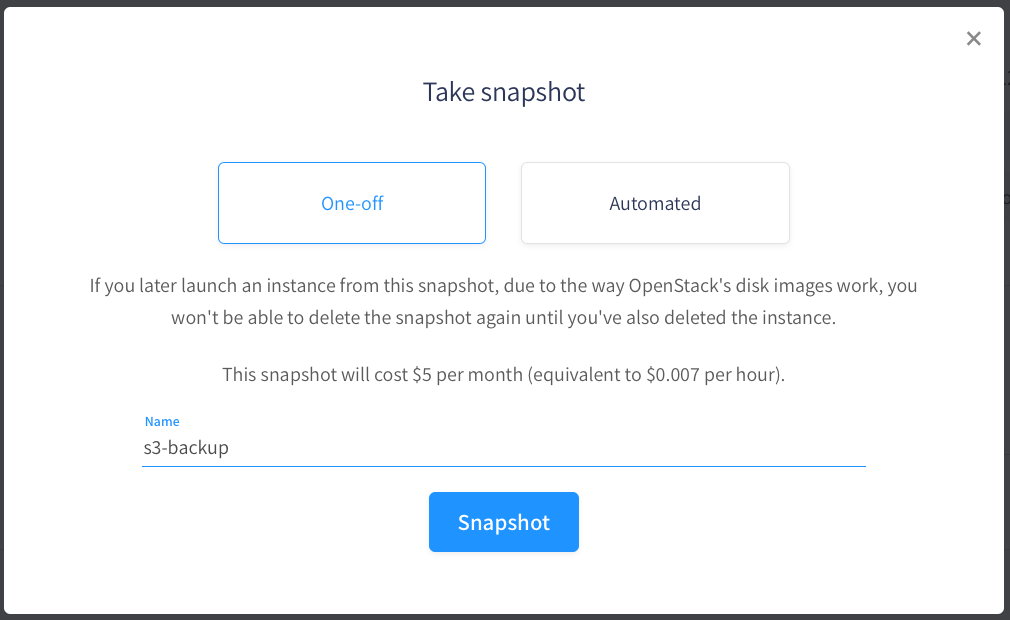 Take snapshot
One-off
Automated
If you later launch an instance from this snapshot, due to the way OpenStack's disk images work, you
won't be able to delete the snapshot again until you've also deleted the instance.
This snapshot will cost $5 per month (equivalent to $0.007 per hour).
Name
s3-backup
Snapshot